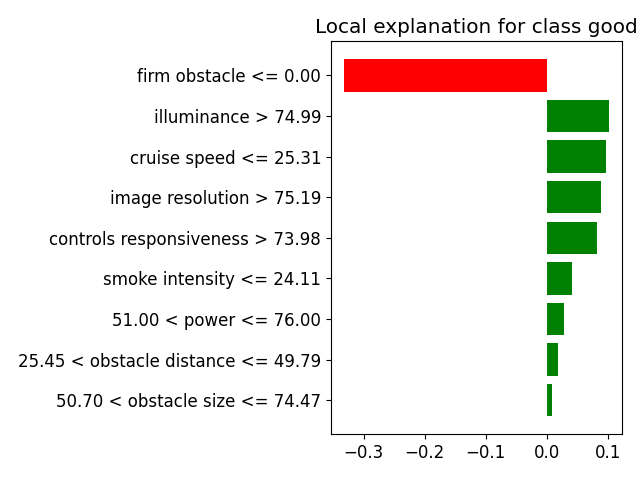 Local explanation for class good
firm obstacle <= 0.00
illuminance > 74.99
cruise speed <= 25.31
image resolution > 75.19
controls responsiveness > 73.98
smoke intensity <= 24.11
51.00 < power <= 76.00
25.45 < obstacle distance <= 49.79
50.70 < obstacle size <= 74.47
−0.3 −0.2 −0.1 0.0 0.1